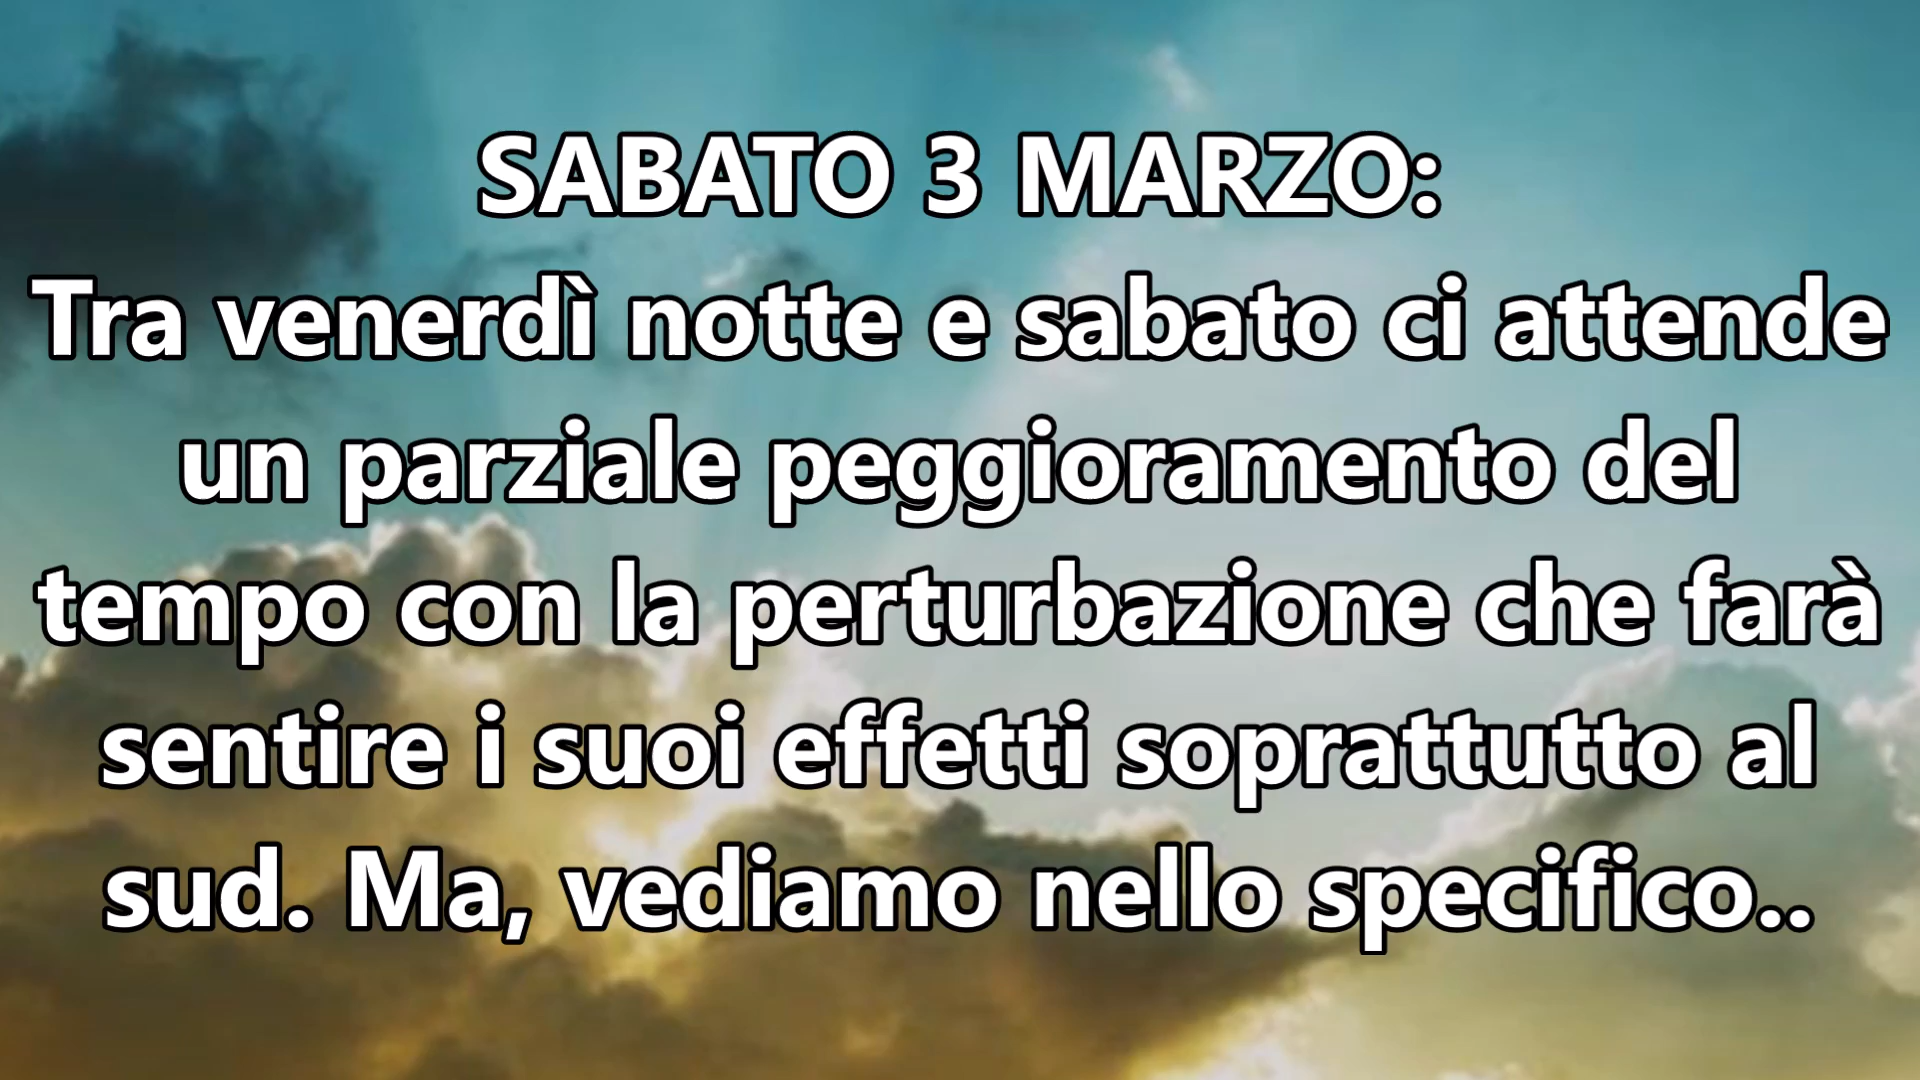 SABATO 3 MARZO:
Tra venerdì notte e sabato ci attende
un parziale peggioramento del
tempo con la perturbazione che farà
sentire i suoi effetti soprattutto al
sud. Ma, vediamo nello specifico..